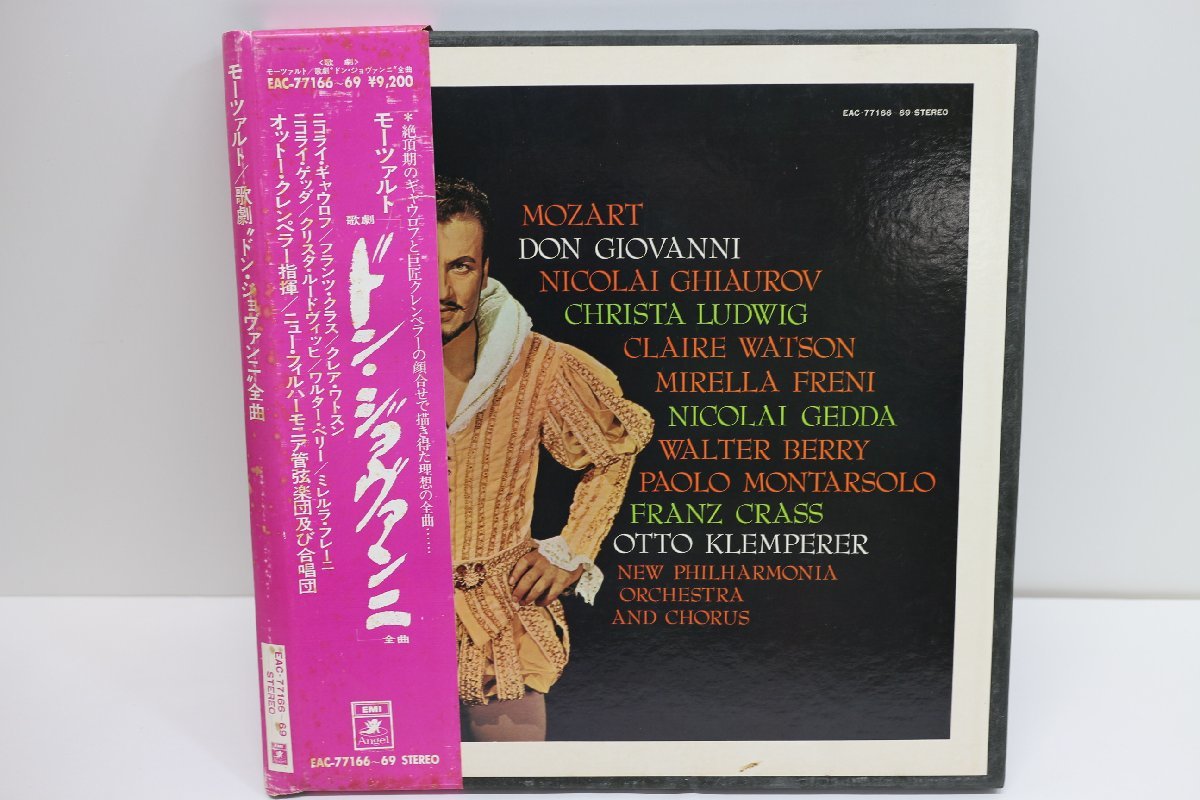 モーツァルト/歌劇“ドン・ジョヴァンニ”全曲
EAC-77166~69
STEREO
EMI
〈歌 劇〉
モーツァルト/歌劇“ドン・ジョヴァンニ”全曲
EAC-77166~69 ¥9,200
*絶頂期のギャウロフと巨匠クレンペラーの顔合せで描き得た理想の全曲……
モーツァルト
歌劇
ドン・ジョヴァンニ
全曲
ニコライ・ギャウロフ/フランツ・クラス/クレア・ワトスン
ニコライ・ゲッダ/クリスタ・ルードヴィッヒ/ワルター・ベリー/ミレルラ・フレーニ
オットー・クレンペラー指揮/ニュー・フィルハーモニア管弦楽団及び合唱団
EMI
Angel
EAC-77166~69 STEREO
EAC-77166 69 STEREO
MOZART
DON GIOVANNI
NICOLAI GHIAUROV
CHRISTA LUDWIG
CLAIRE WATSON
MIRELLA FRENI
NICOLAI GEDDA
WALTER BERRY
PAOLO MONTARSOLO
FRANZ CRASS
OTTO KLEMPERER
NEW PHILHARMONIA
ORCHESTRA
AND CHORUS